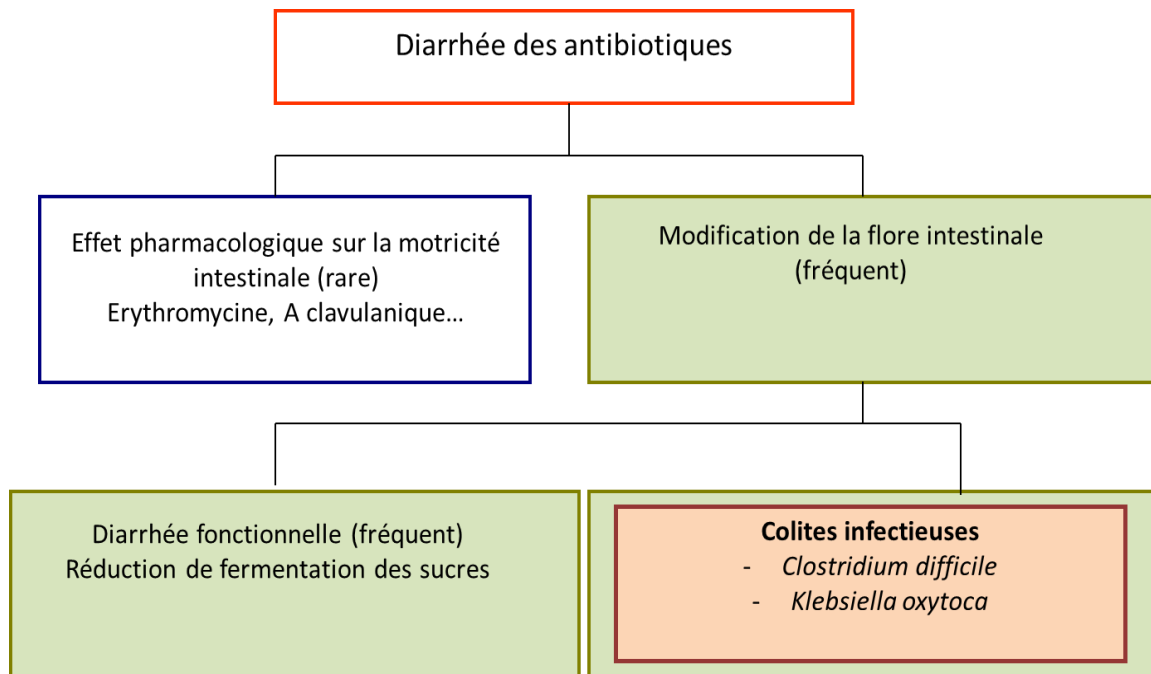 Diarrhée des antibiotiques
Effet pharmacologique sur la motricité
intestinale (rare)
Erythromycine, A clavulanique…
Modification de la flore intestinale
(fréquent)
Diarrhée fonctionnelle (fréquent)
Réduction de fermentation des sucres
Colites infectieuses
- Clostridium difficile
- Klebsiella oxytoca